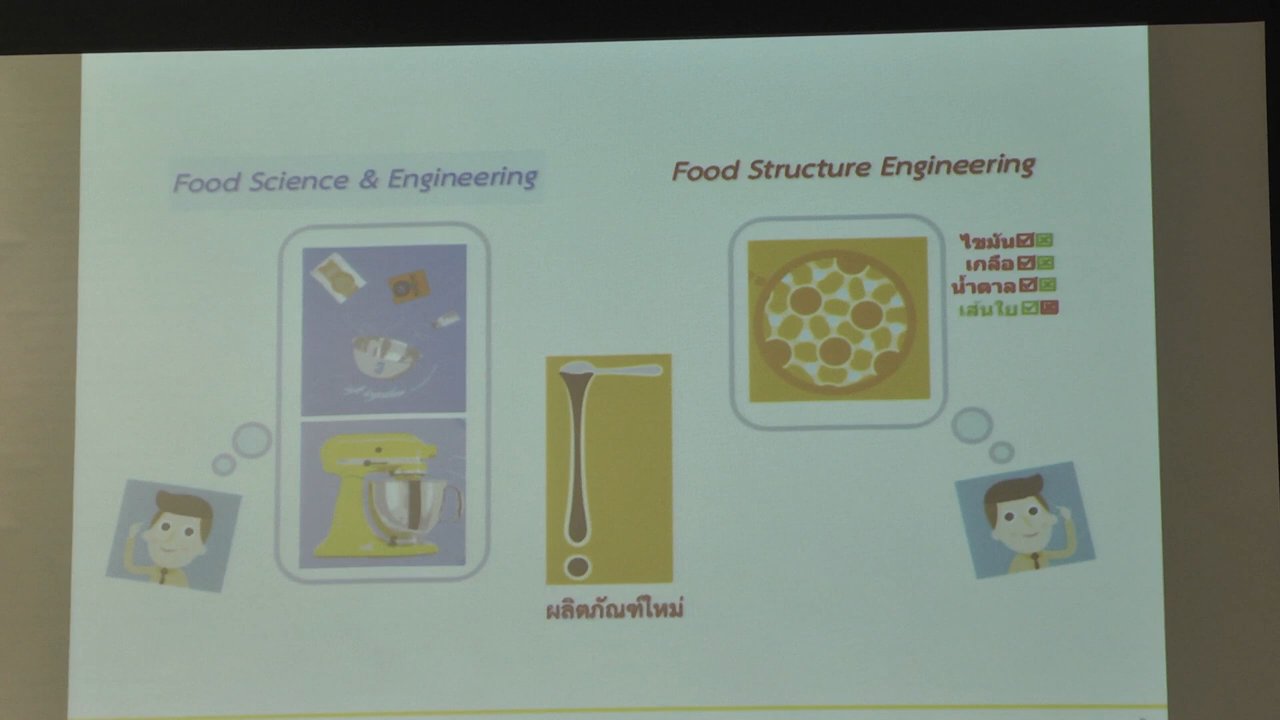 Food Science & Engineering
Food Structure Engineering
ไขมัน
เกลือ
น้ำตาล
เส้นใย
ผลิตภัณฑ์ใหม่